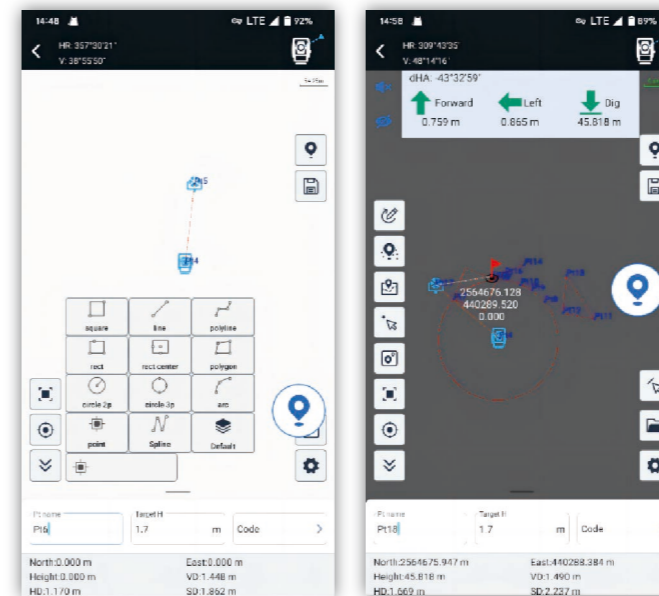 14:48
LTE 92%
HR: 357°30'21"
V: 38°55'50"
Pt5
Pt4
square
line
polyline
rect
rect center
polygon
circle 2p
circle 3p
arc
point
Spline
Default
Pt name
Target H
Pt6
1.7 m
Code
North:0.000 m
East:0.000 m
Height:0.000 m
VD:1.448 m
HD:1.170 m
SD:1.862 m
14:58
LTE 89%
HR: 309°43'35"
V: 48°14'16"
dHA: -43°32'59"
Forward
Left
Dig
0.759 m
0.865 m
45.818 m
Pt14
2564676.128
440289.520
0.000
Pt name
Target H
Pt18
1.7 m
Code
North:2564675.947 m
East:440288.384 m
Height:45.818 m
VD:1.490 m
HD:1.669 m
SD:2.237 m